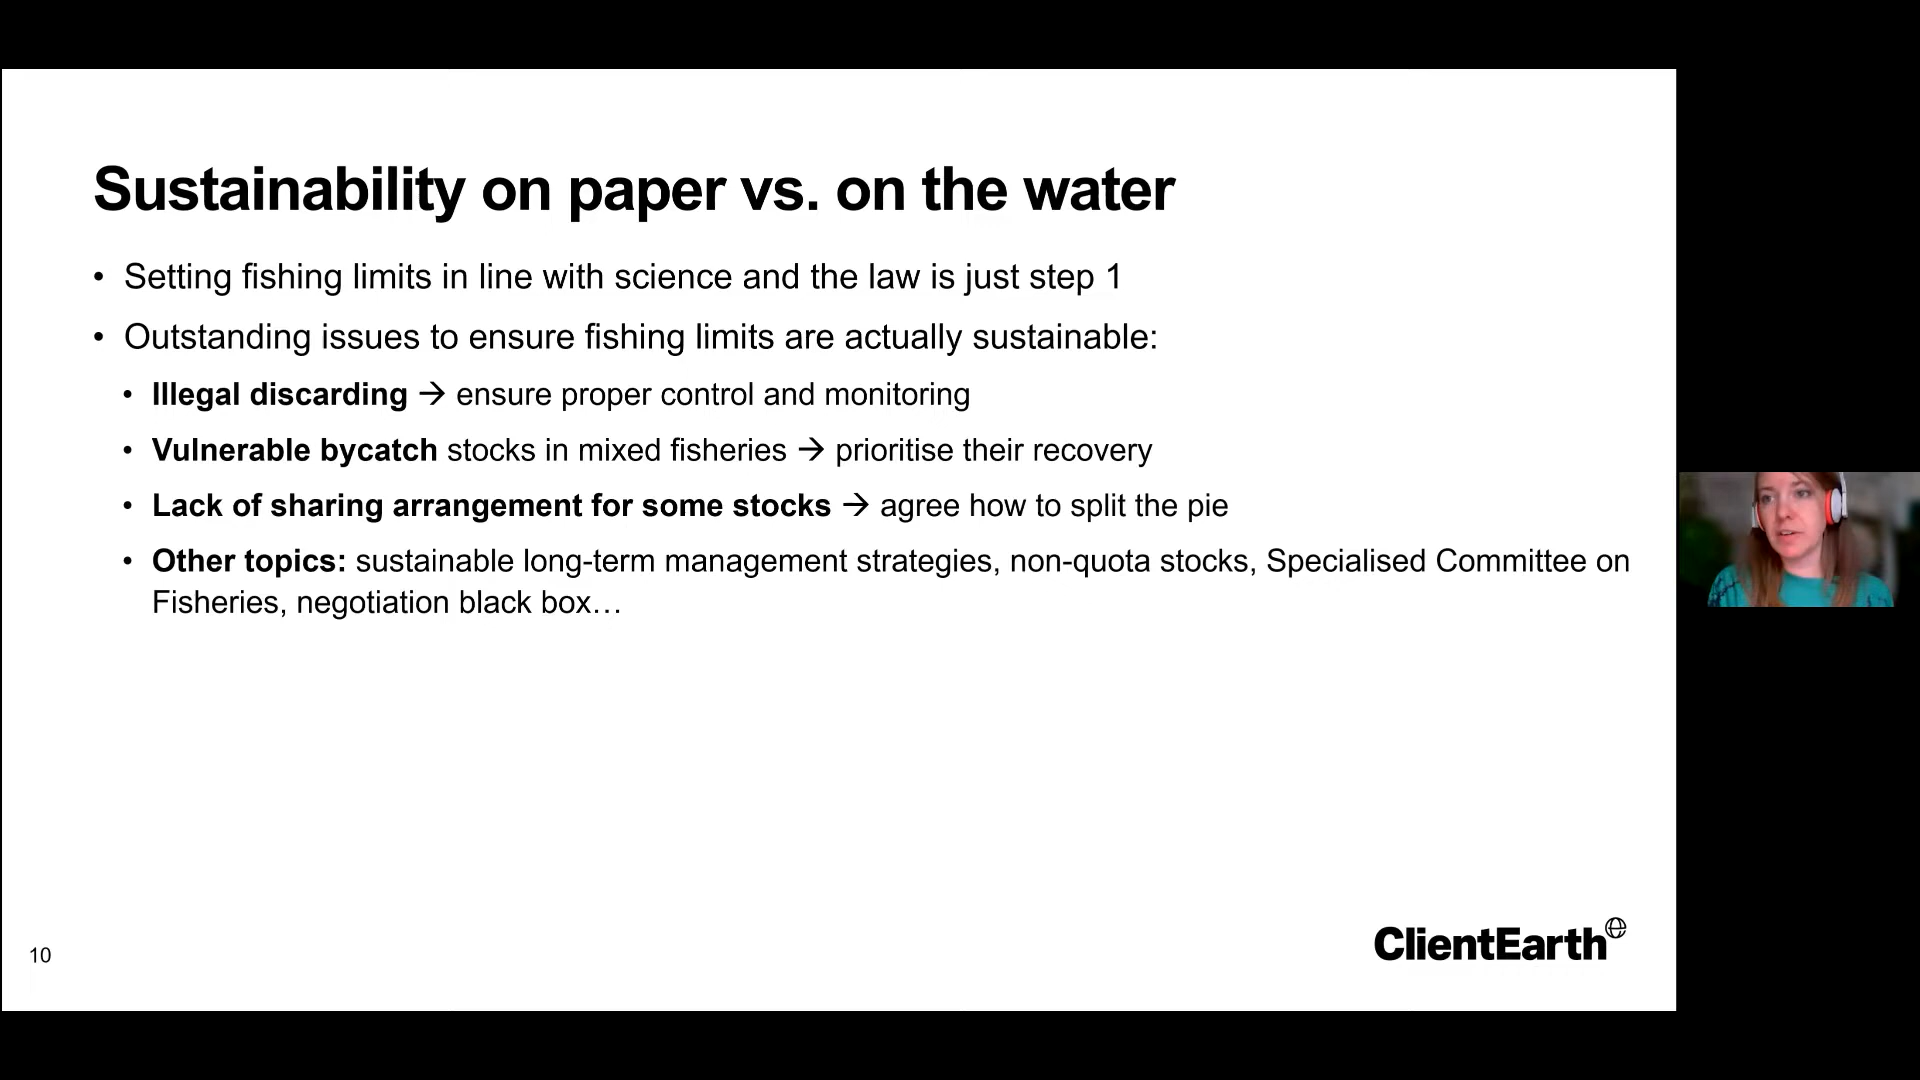 Sustainability on paper vs. on the water
• Setting fishing limits in line with science and the law is just step 1
• Outstanding issues to ensure fishing limits are actually sustainable:
• Illegal discarding → ensure proper control and monitoring
• Vulnerable bycatch stocks in mixed fisheries → prioritise their recovery
• Lack of sharing arrangement for some stocks → agree how to split the pie
• Other topics: sustainable long-term management strategies, non-quota stocks, Specialised Committee on
Fisheries, negotiation black box…
10
ClientEarth